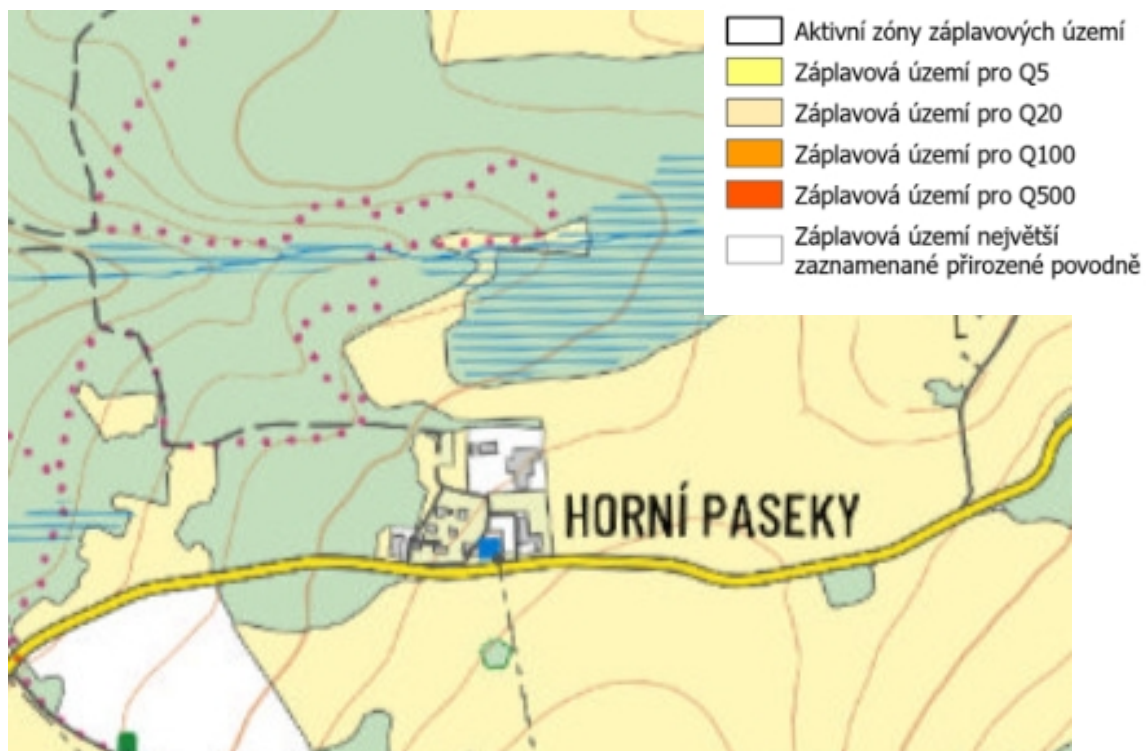 Aktivní zóny záplavových území
Záplavová území pro Q5
Záplavová území pro Q20
Záplavová území pro Q100
Záplavová území pro Q500
Záplavová území největší
zaznamenané přirozené povodně
HORNÍ PASEKY